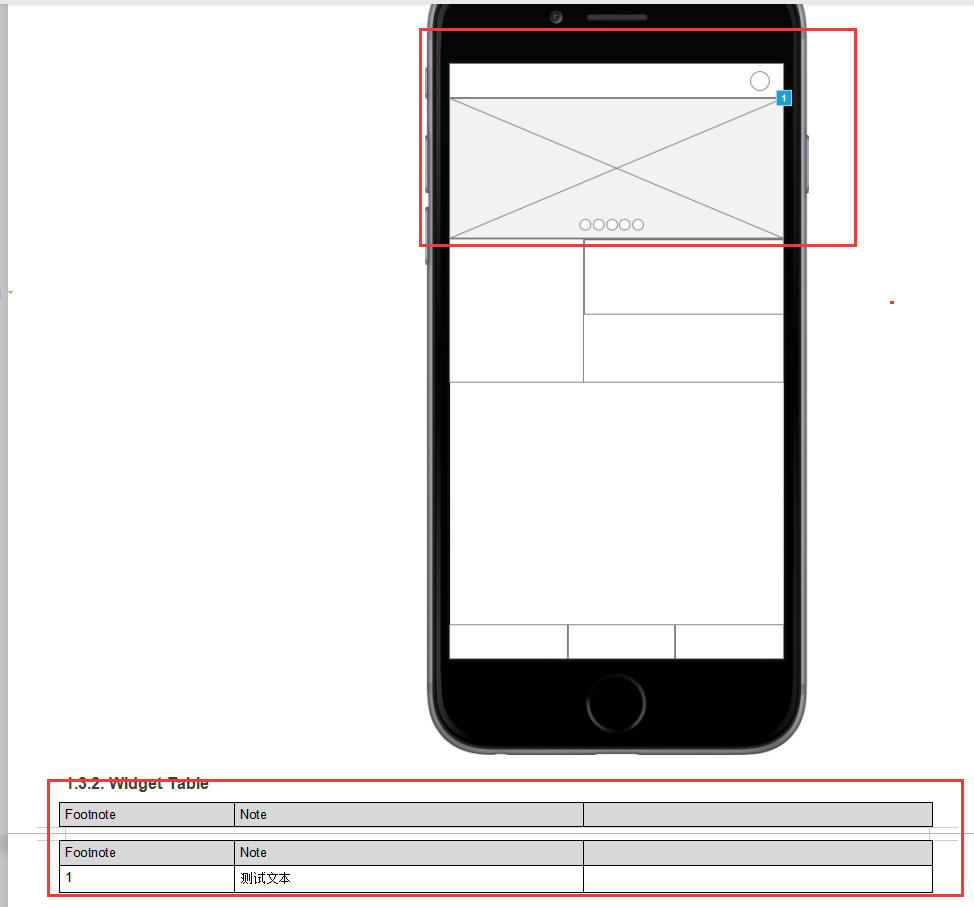 1
1.3.2. Widget Table
Footnote Note
Footnote Note
1 测试文本